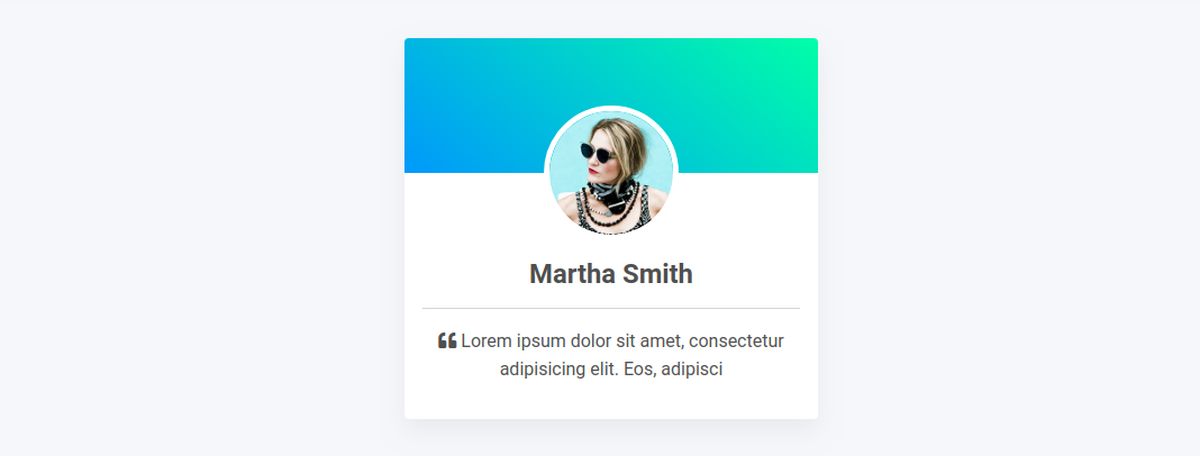 Martha Smith
“ Lorem ipsum dolor sit amet, consectetur
adipisicing elit. Eos, adipisci